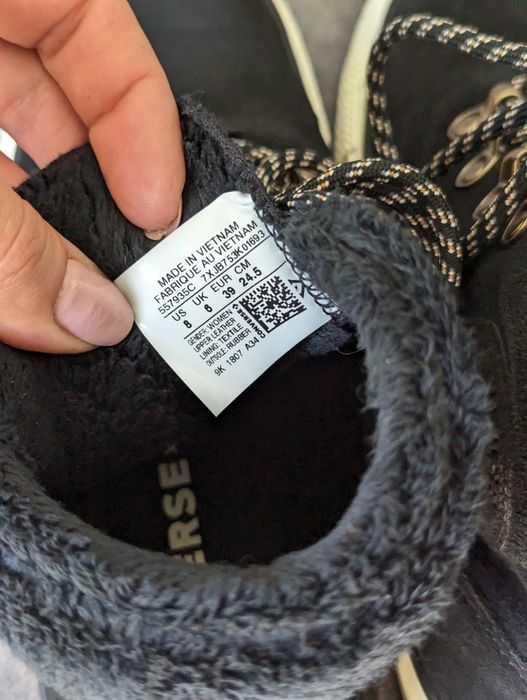 MADE IN VIETNAM
FABRIQUE AU VIETNAM
557935C 7XJB753K01693
US UK EUR CM
8 6 39 24.5
GENDER: WOMEN
UPPER: LEATHER
LINING: TEXTILE
OUTSOLE: RUBBER
9K 1807 A34 CO
ERSE